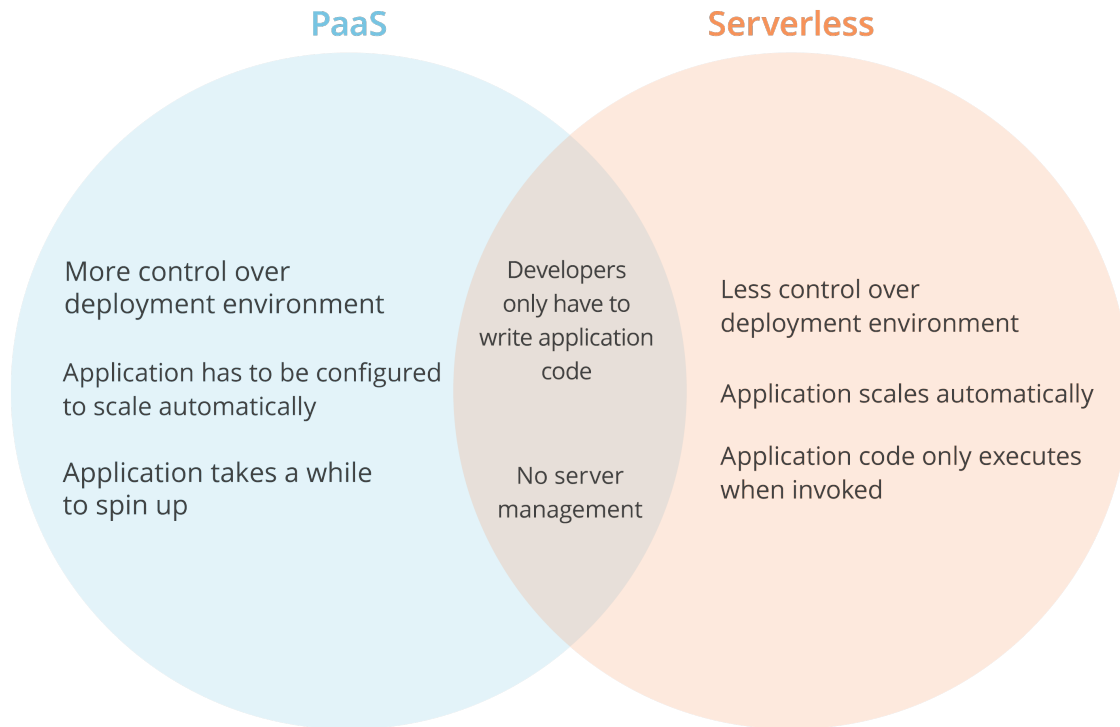 PaaS
Serverless
More control over
deployment environment
Application has to be configured
to scale automatically
Application takes a while
to spin up
Developers
only have to
write application
code
No server
management
Less control over
deployment environment
Application scales automatically
Application code only executes
when invoked